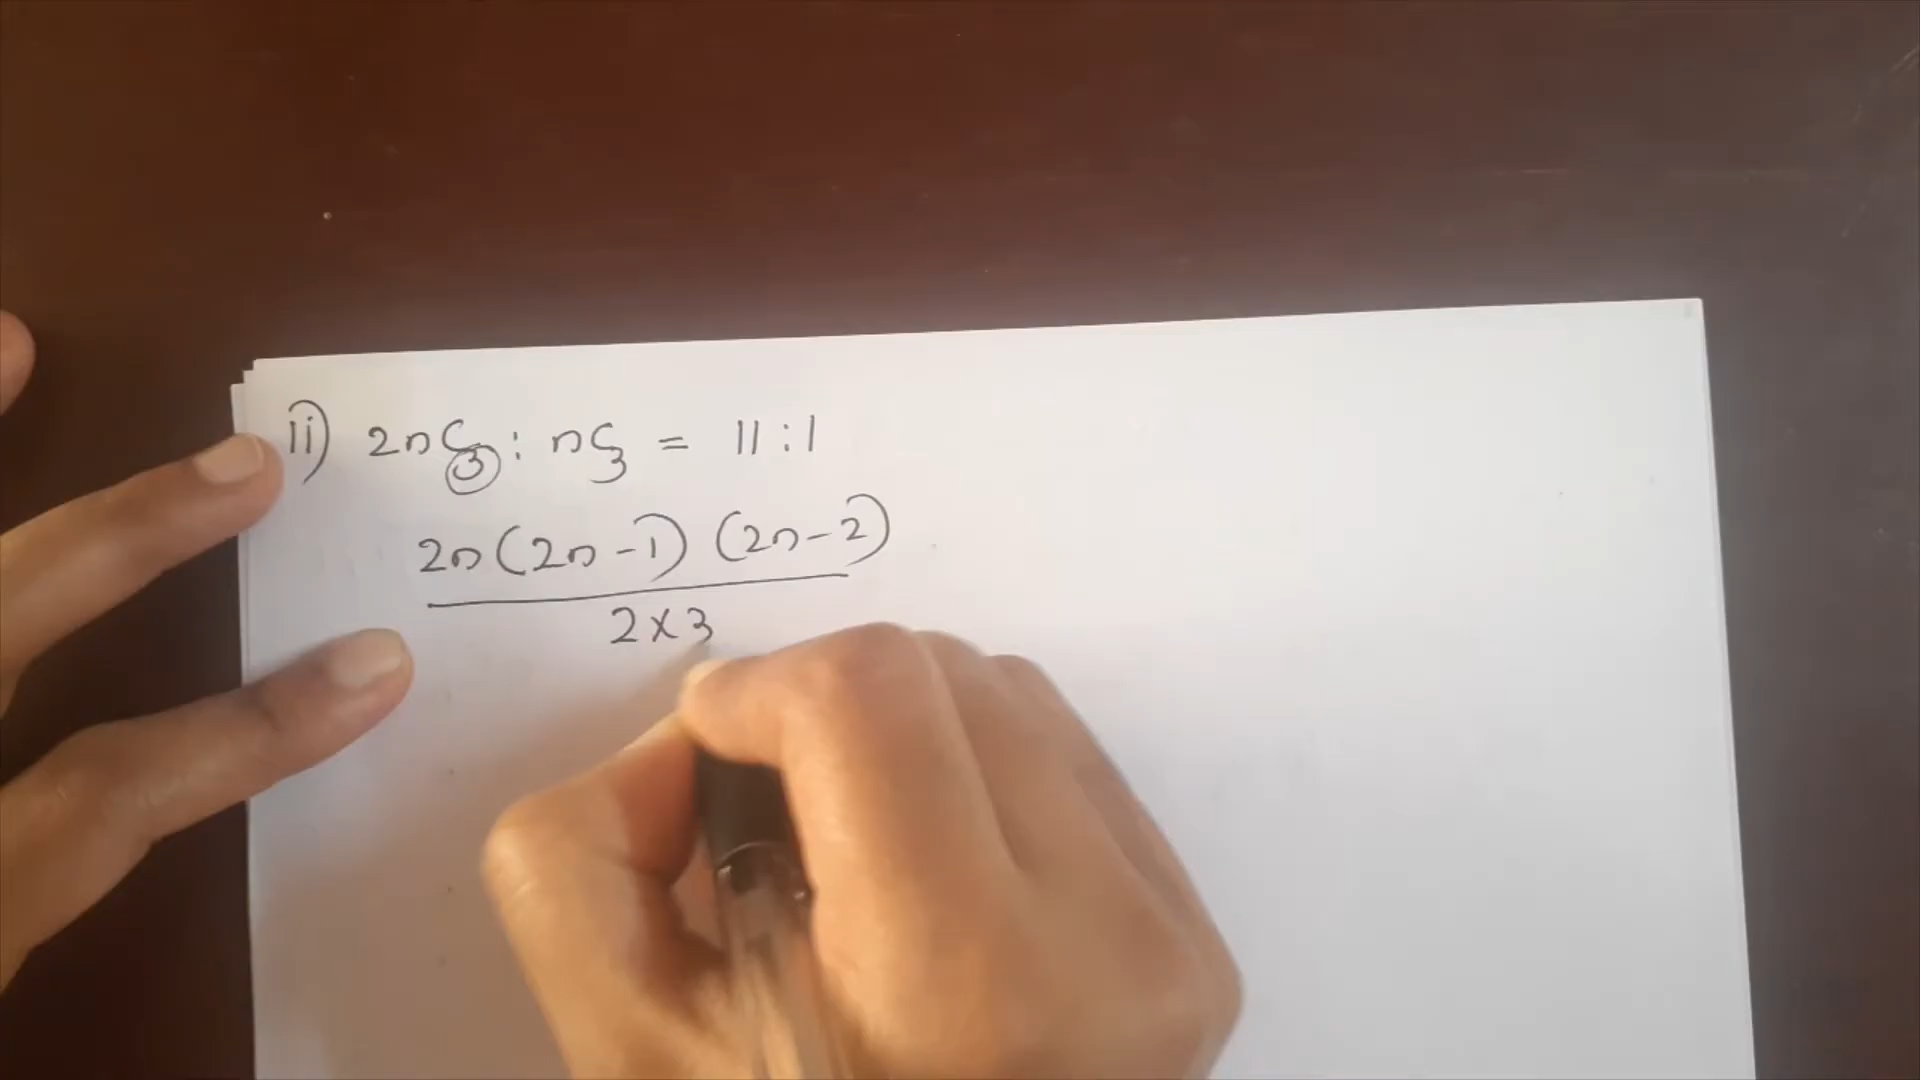 ii) 2nC3 : nC3 = 11 : 1
2n(2n-1) (2n-2)
2x3